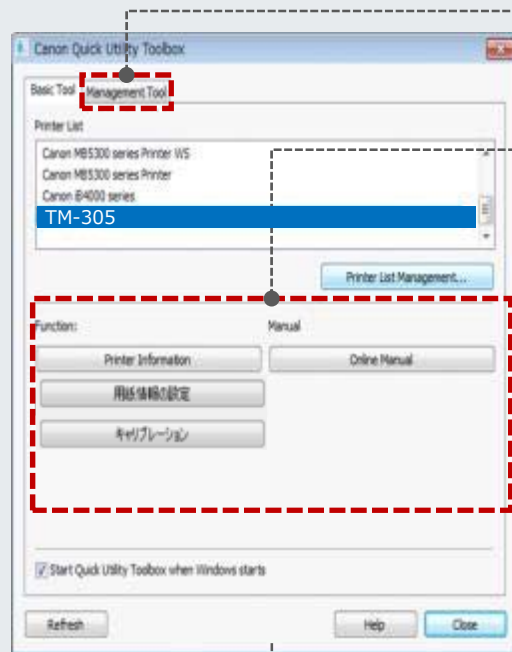 Canon Quick Utility Toolbox
Basic Tool
Management Tool
Printer List
Canon MB5300 series Printer WS
Canon MB5300 series Printer
Canon iB4000 series
TM-305
Printer List Management...
Function:
Manual
Printer Information
Online Manual
用紙情報の設定
キャリブレーション
Start Quick Utility Toolbox when Windows starts
Refresh
Help
Close